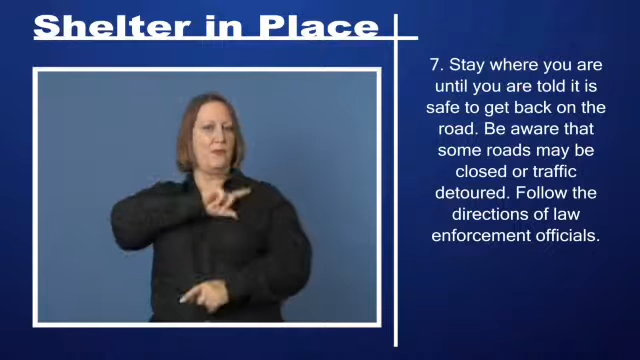 Shelter in Place
7. Stay where you are
until you are told it is
safe to get back on the
road. Be aware that
some roads may be
closed or traffic
detoured. Follow the
directions of law
enforcement officials.